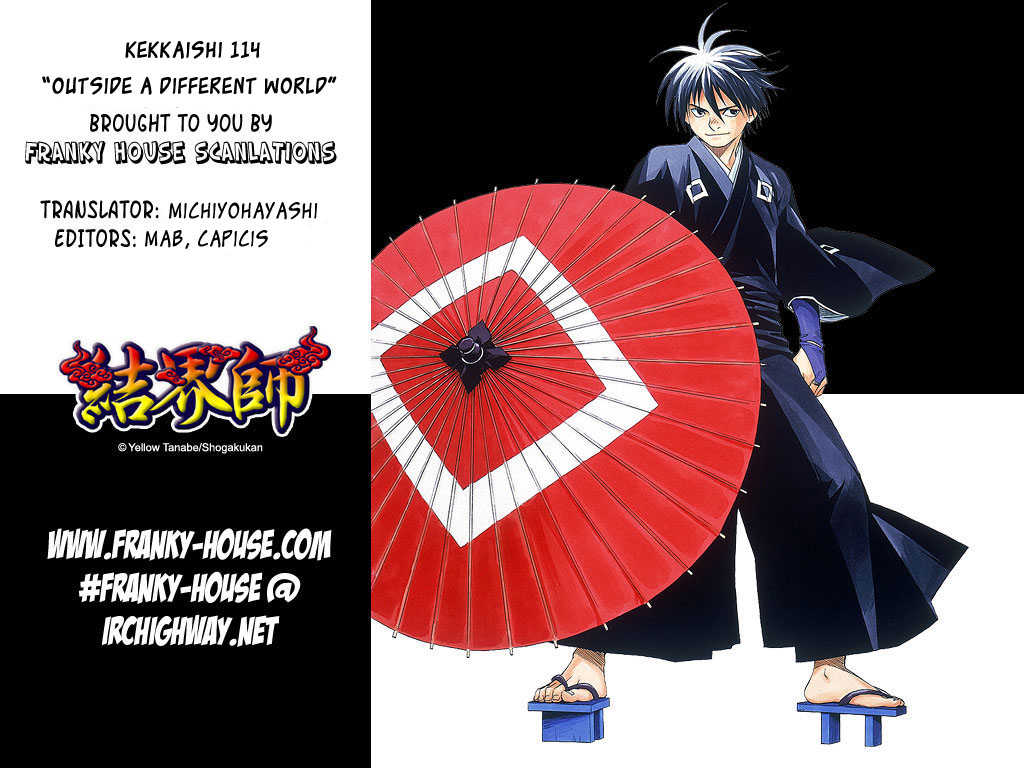 KEKKAISHI 114
"OUTSIDE A DIFFERENT WORLD"
BROUGHT TO YOU BY
FRANKY HOUSE SCANLATIONS
TRANSLATOR: MICHIYOHAYASHI
EDITORS: MAB, CAPICIS
結界師
© Yellow Tanabe/Shogakukan
WWW.FRANKY-HOUSE.COM
#FRANKY-HOUSE @
IRCHIGHWAY.NET